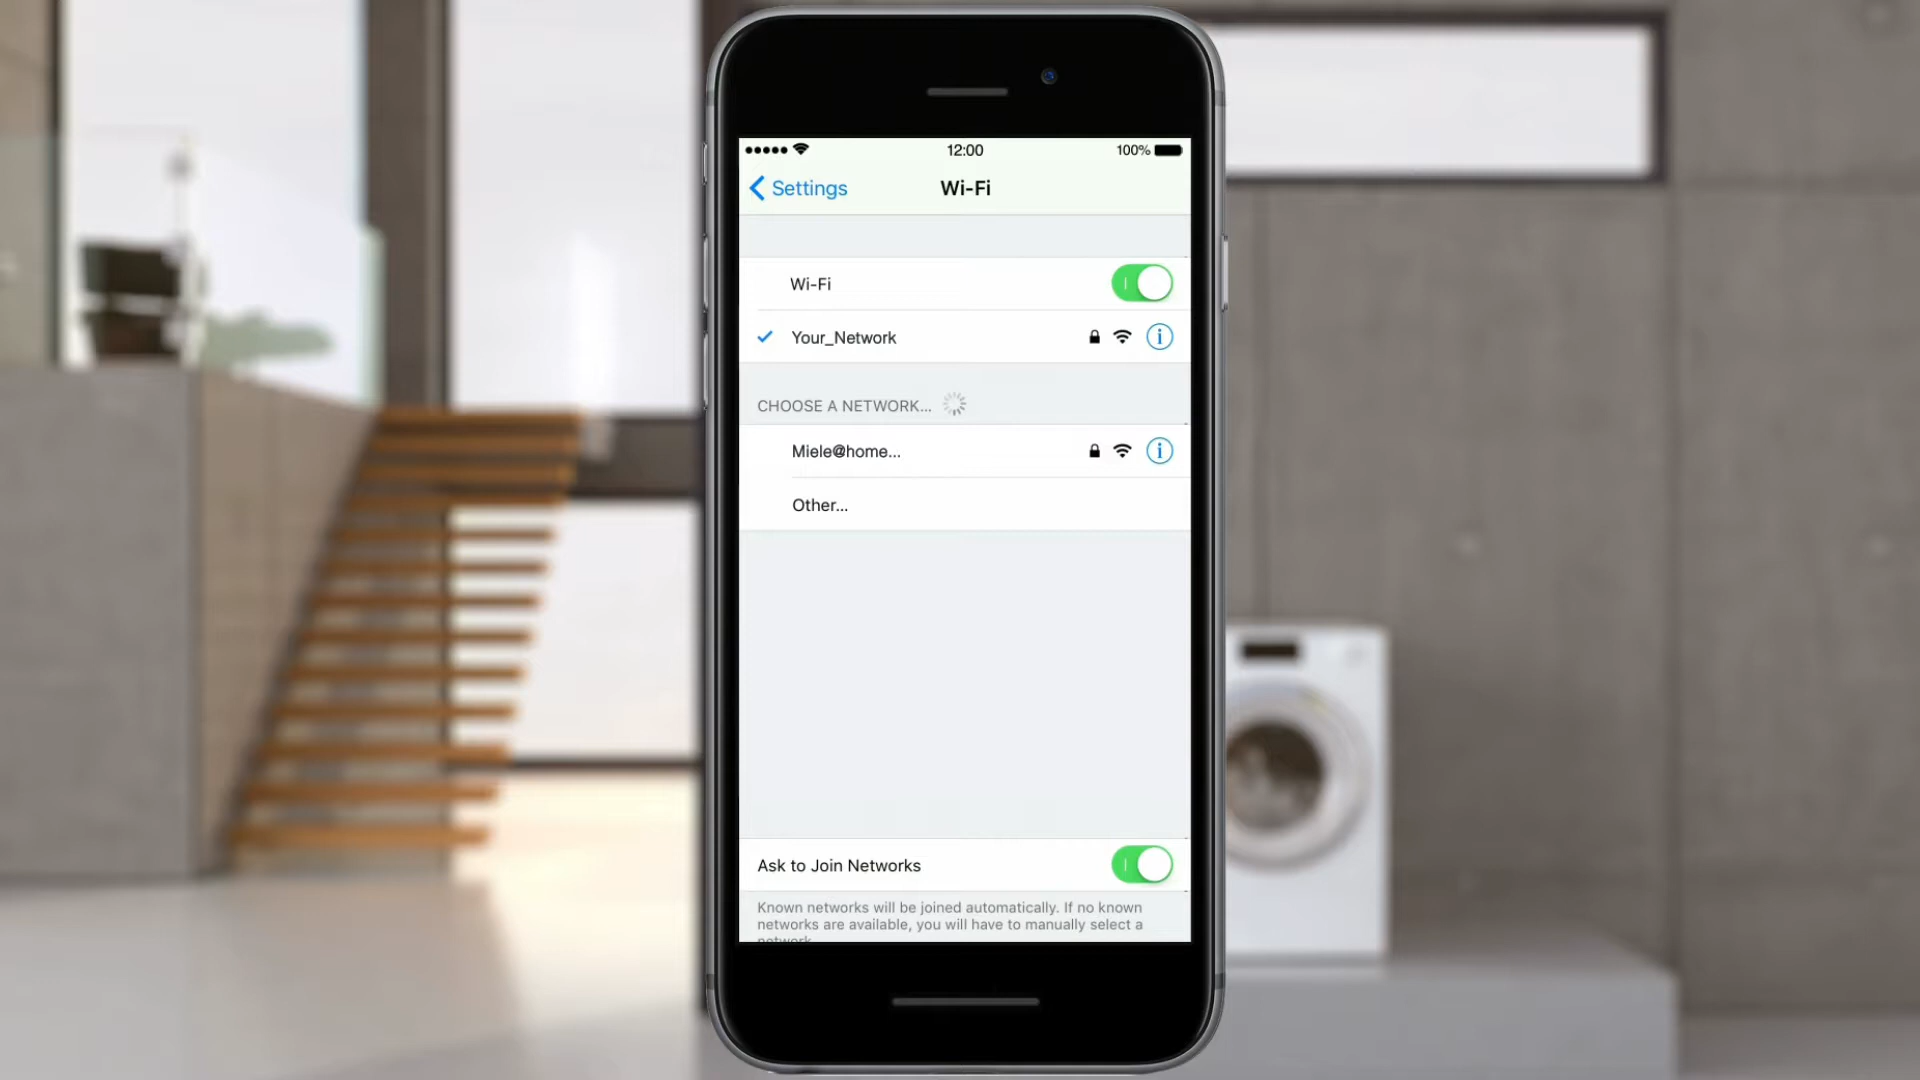 12:00
100%
Settings
Wi-Fi
Wi-Fi
Your_Network
CHOOSE A NETWORK...
Miele@home...
Other...
Ask to Join Networks
Known networks will be joined automatically. If no known
networks are available, you will have to manually select a
network.